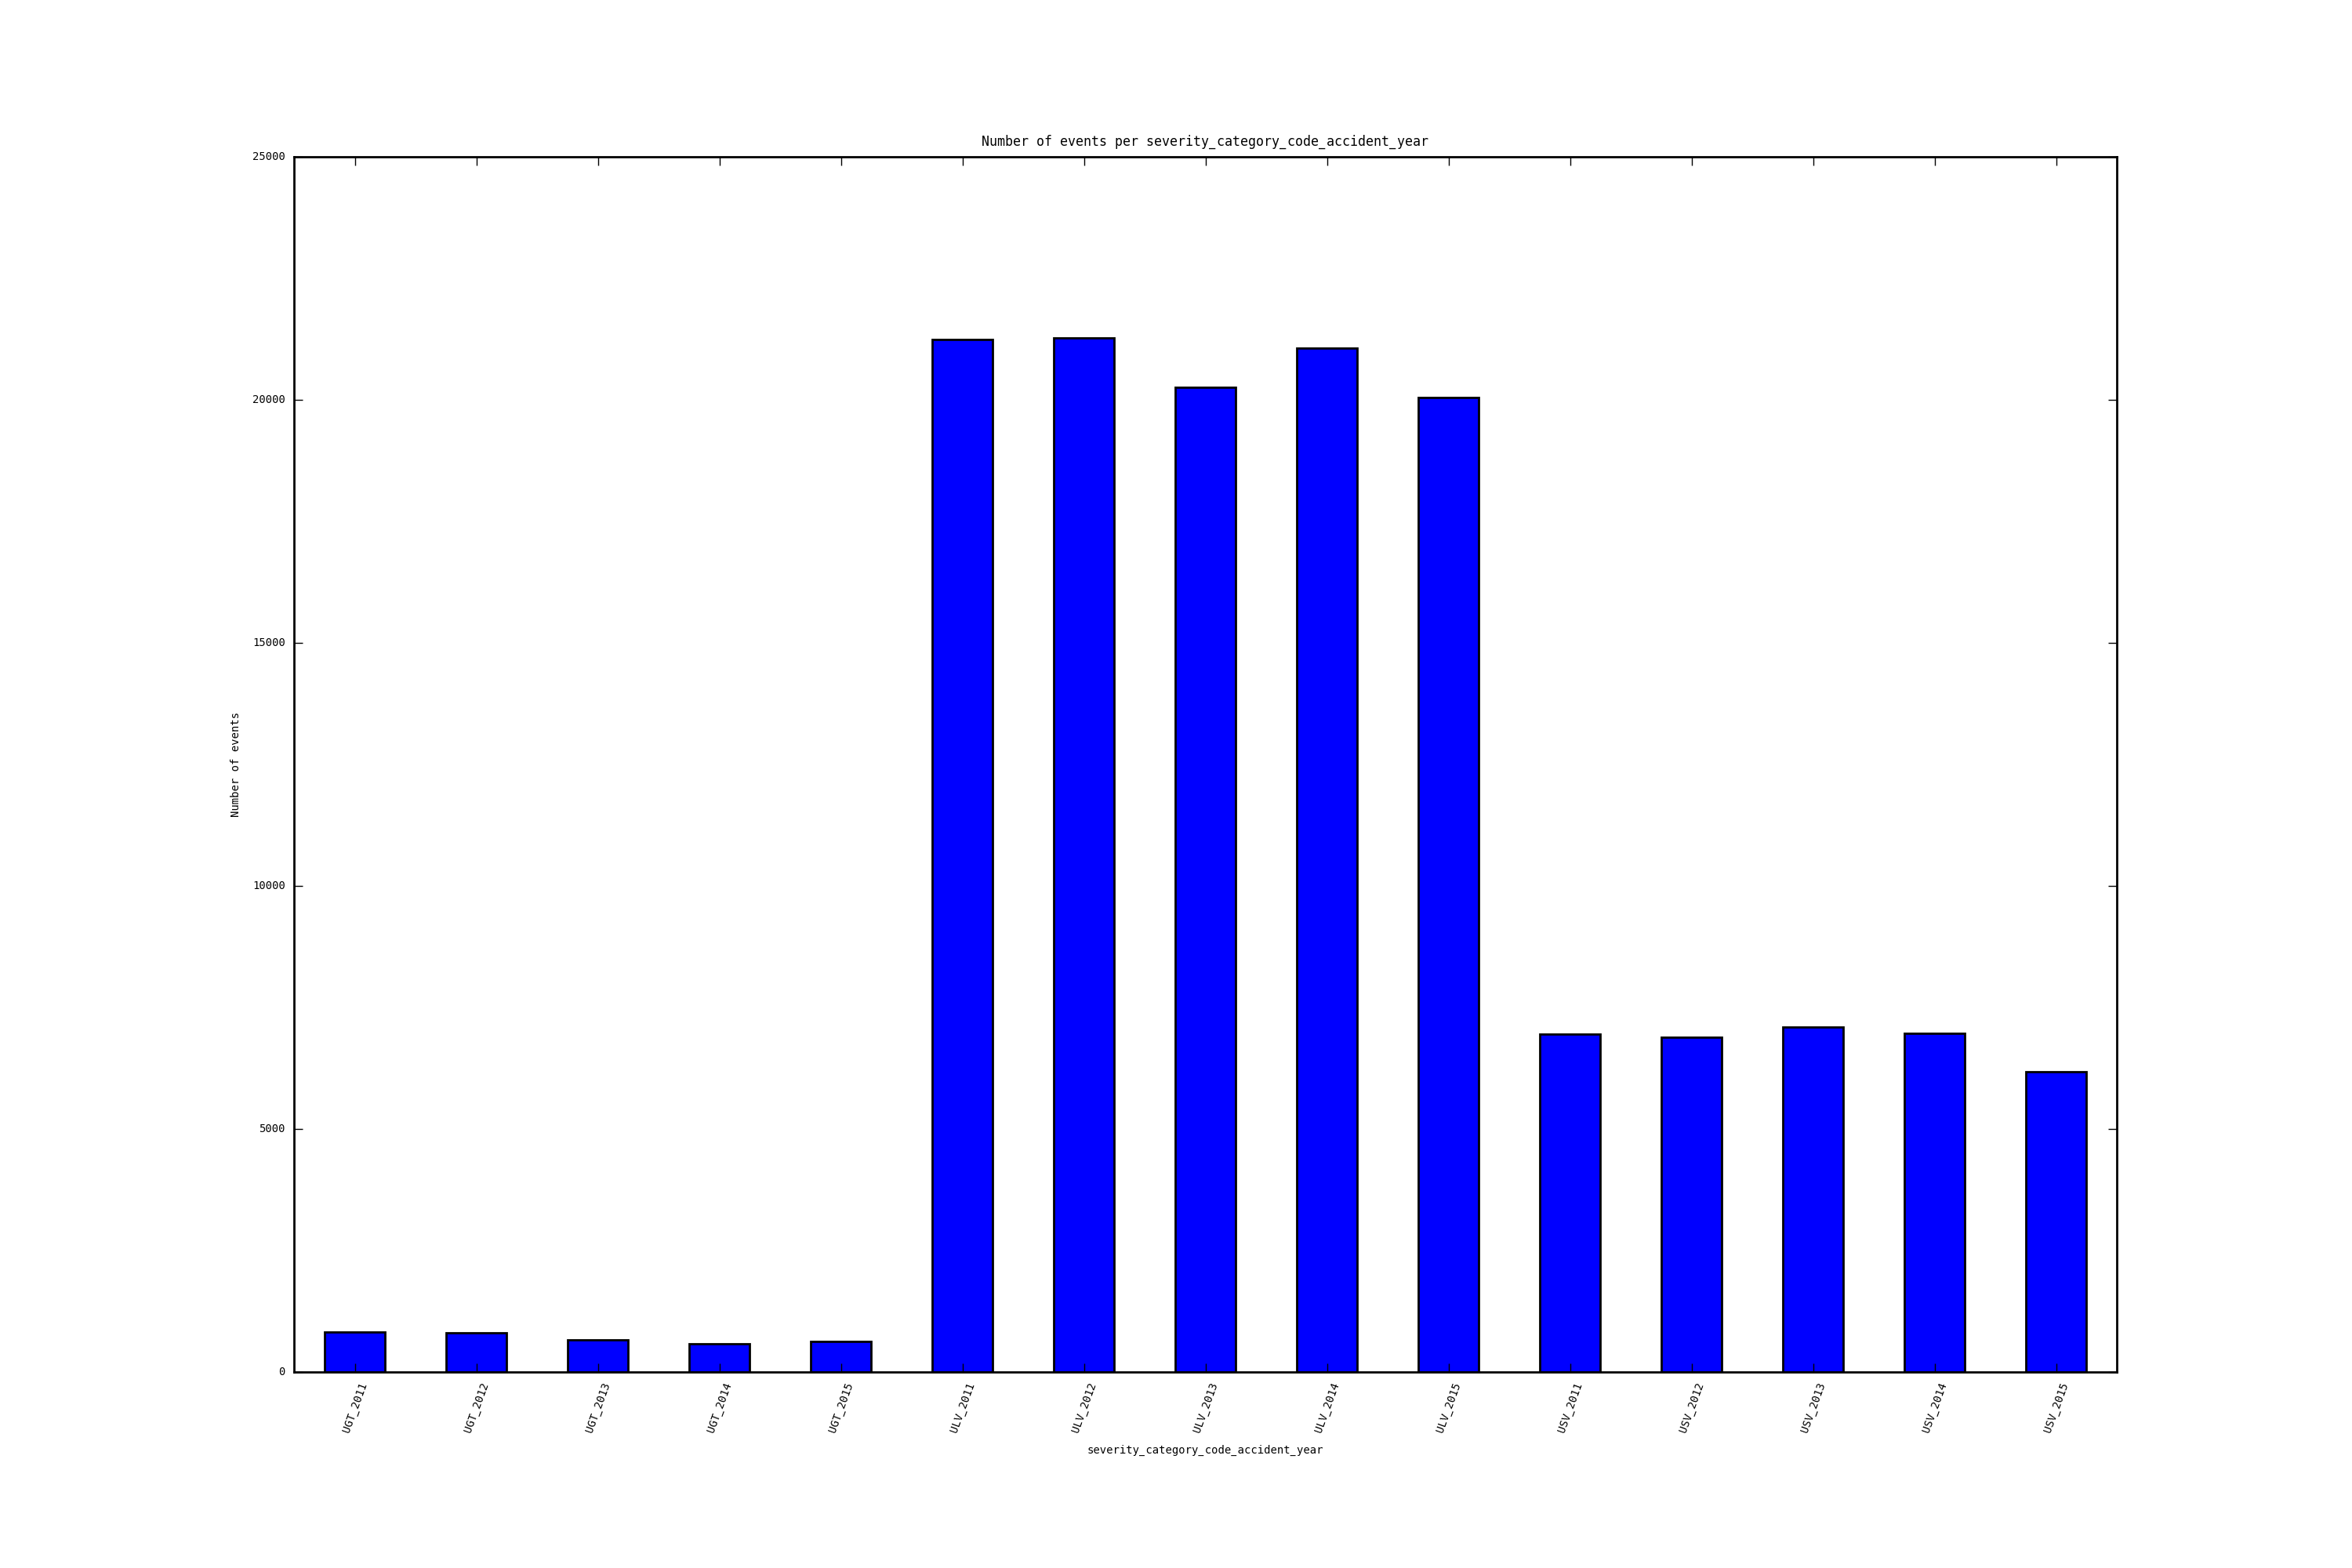 Number of events per severity_category_code_accident_year
25000
20000
15000
10000
5000
0
Number of events
UGT_2011
UGT_2012
UGT_2013
UGT_2014
UGT_2015
ULV_2011
ULV_2012
ULV_2013
ULV_2014
ULV_2015
USV_2011
USV_2012
USV_2013
USV_2014
USV_2015
severity_category_code_accident_year